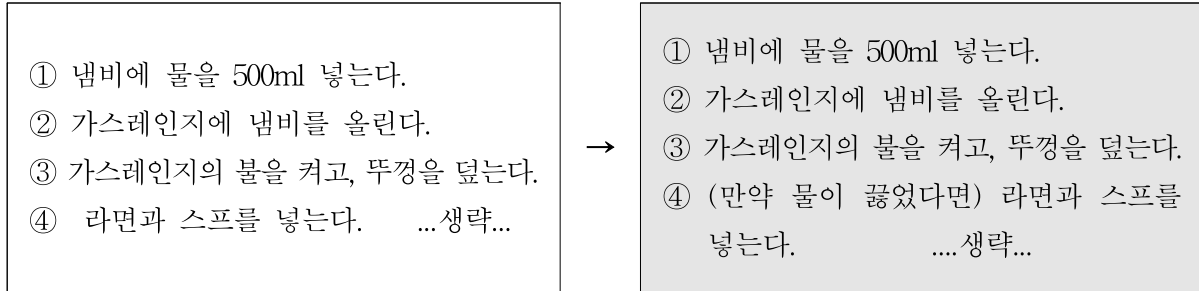 ① 냄비에 물을 500ml 넣는다.
② 가스레인지에 냄비를 올린다.
③ 가스레인지의 불을 켜고, 뚜껑을 덮는다.
④ 라면과 스프를 넣는다. ...생략...
→
① 냄비에 물을 500ml 넣는다.
② 가스레인지에 냄비를 올린다.
③ 가스레인지의 불을 켜고, 뚜껑을 덮는다.
④ (만약 물이 끓었다면) 라면과 스프를
넣는다. ....생략...